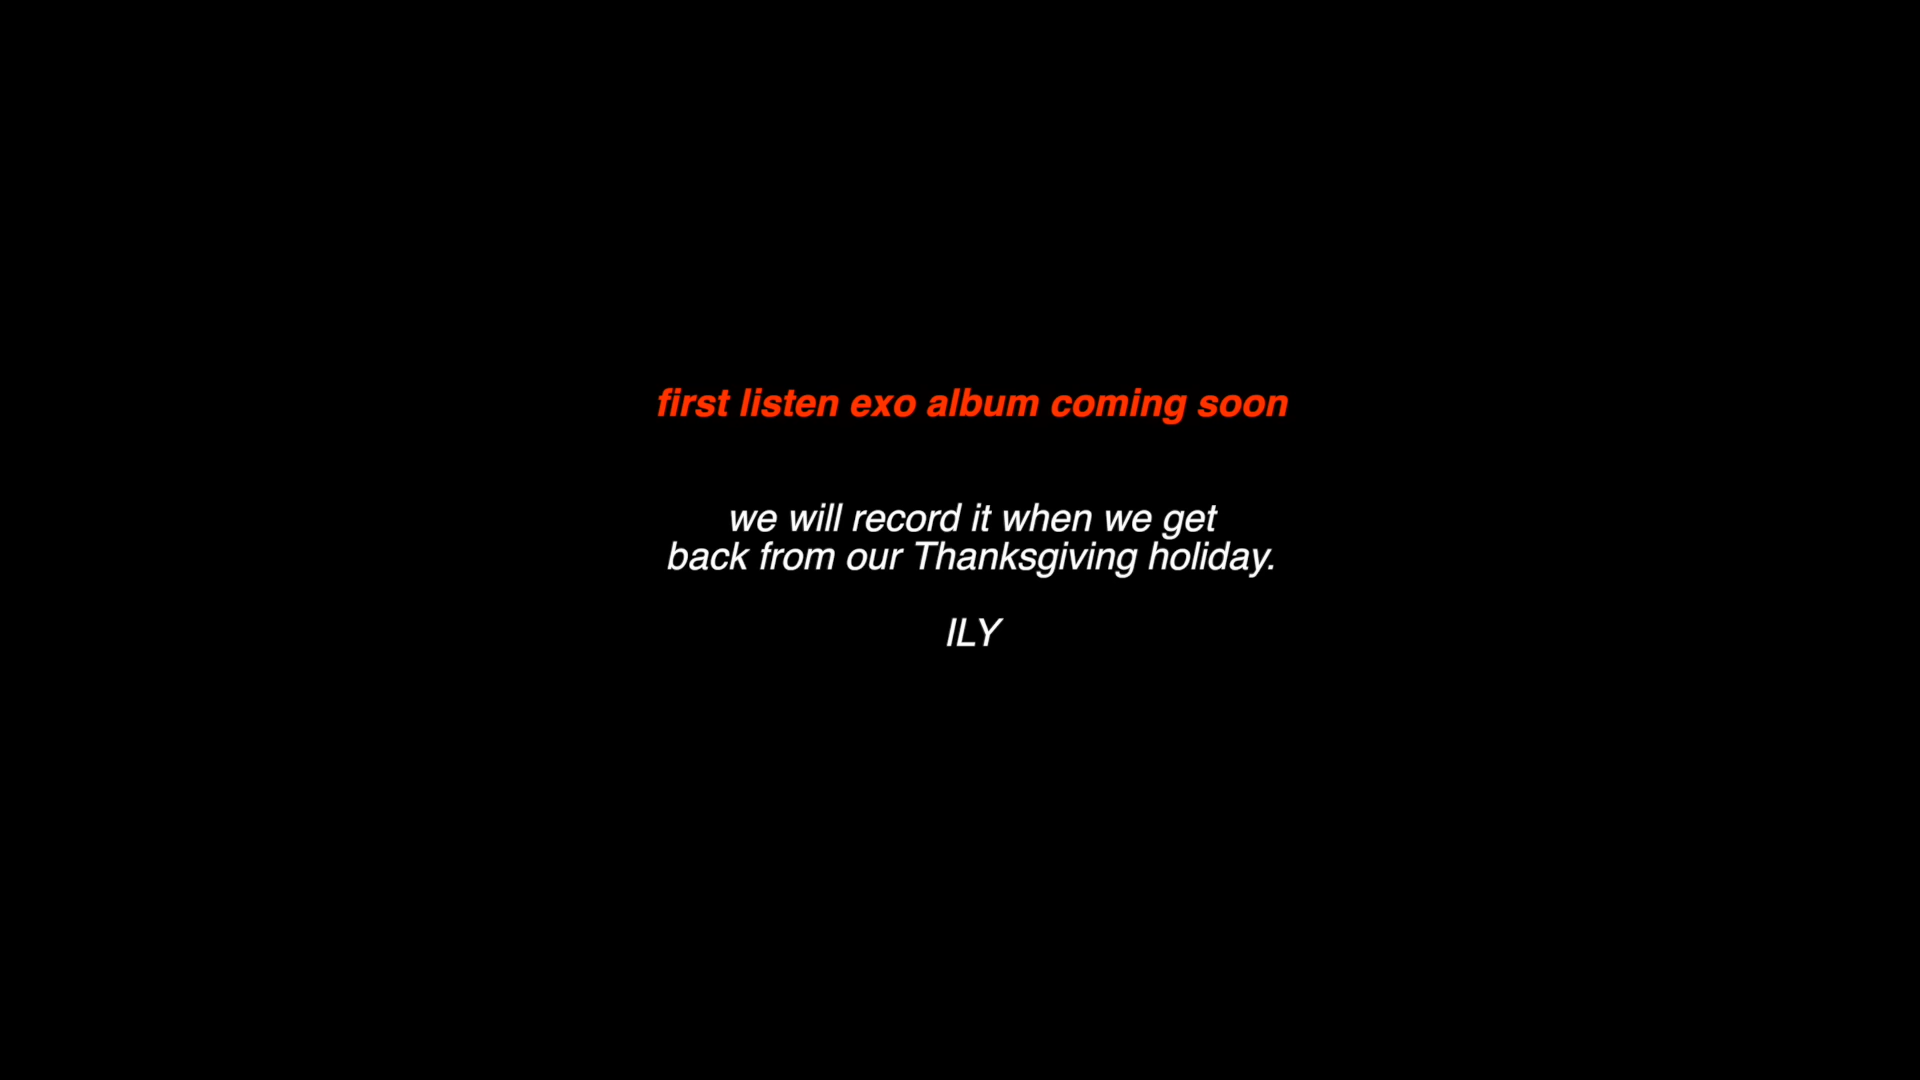 first listen exo album coming soon
we will record it when we get
back from our Thanksgiving holiday.
ILY